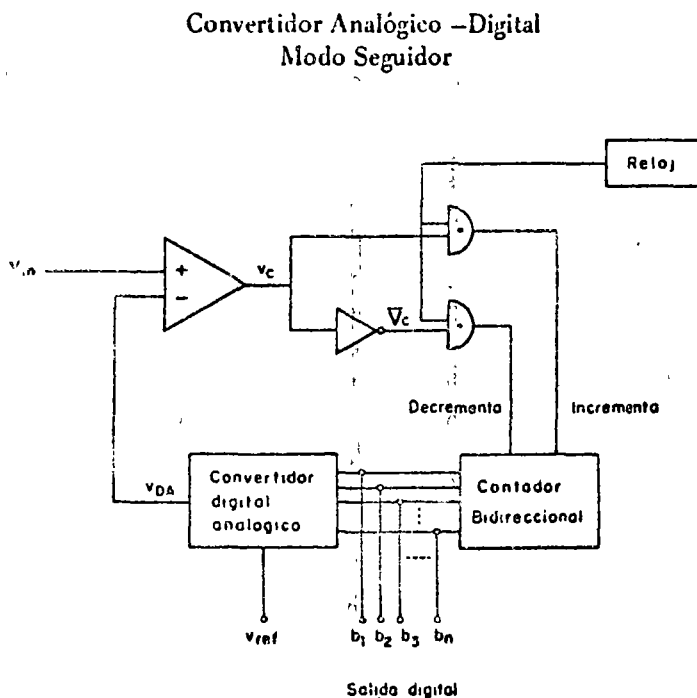 Convertidor Analógico –Digital
Modo Seguidor
Reloj
Vin
+
–
vc
V̅c
Decrementa
Incrementa
vDA
Convertidor
digital
analogico
Contador
Bidireccional
vref
b1 b2 b3 bn
Salida digital